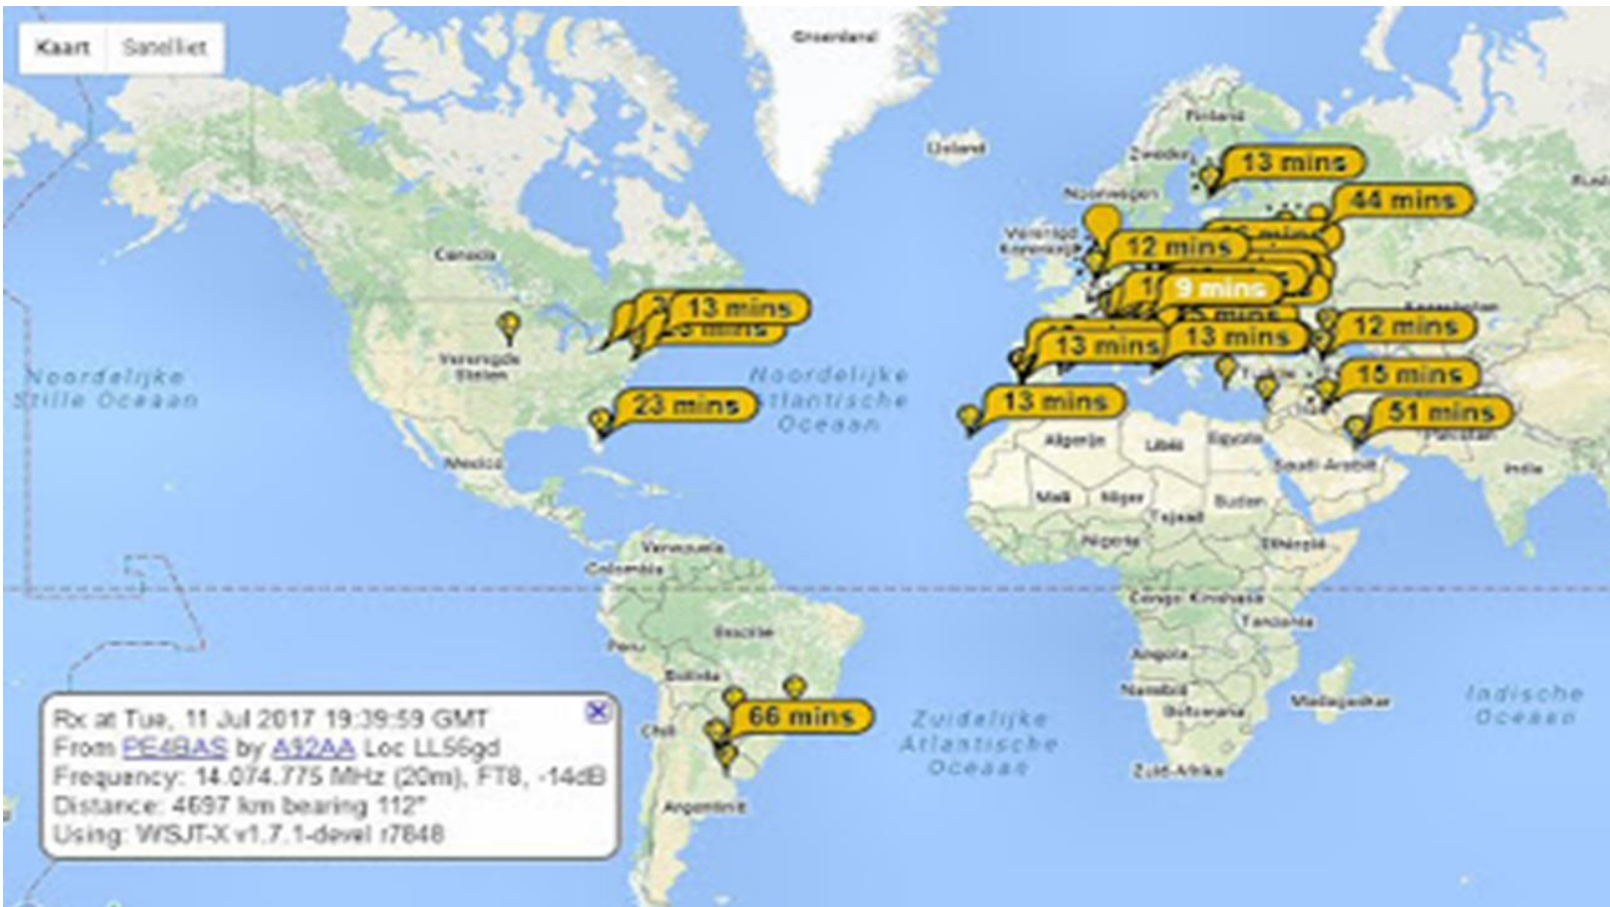 Kaart Satelliet
Groenland
Finland
IJsland
Zweden
13 mins
Noorwegen
44 mins
Verenigd
Koninkrijk
12 mins
Canada
9 mins
13 mins
13 mins
12 mins
13 mins
Verenigde
Staten
15 mins
Noordelijke
Stille Oceaan
Noordelijke
Atlantische
Oceaan
23 mins
13 mins
51 mins
Algerije
Libië
Egypte
Pakistan
Mexico
Saudi-Arabië
India
Mali
Niger
Sudan
Tsjaad
Nigeria
Ethiopië
Venezuela
Colombia
Congo-Kinshasa
Brazilië
Tanzania
Peru
Angola
Bolivia
Namibië
Botswana
Madagaskar
Indische
Oceaan
66 mins
Chili
Zuidelijke
Atlantische
Oceaan
Zuid-Afrika
Argentinië
Rx at Tue, 11 Jul 2017 19:39:59 GMT
From PE4BAS by A92AA Loc LL56gd
Frequency: 14.074.775 MHz (20m), FT8, -14dB
Distance: 4697 km bearing 112°
Using: WSJT-X v1.7.1-devel r7848